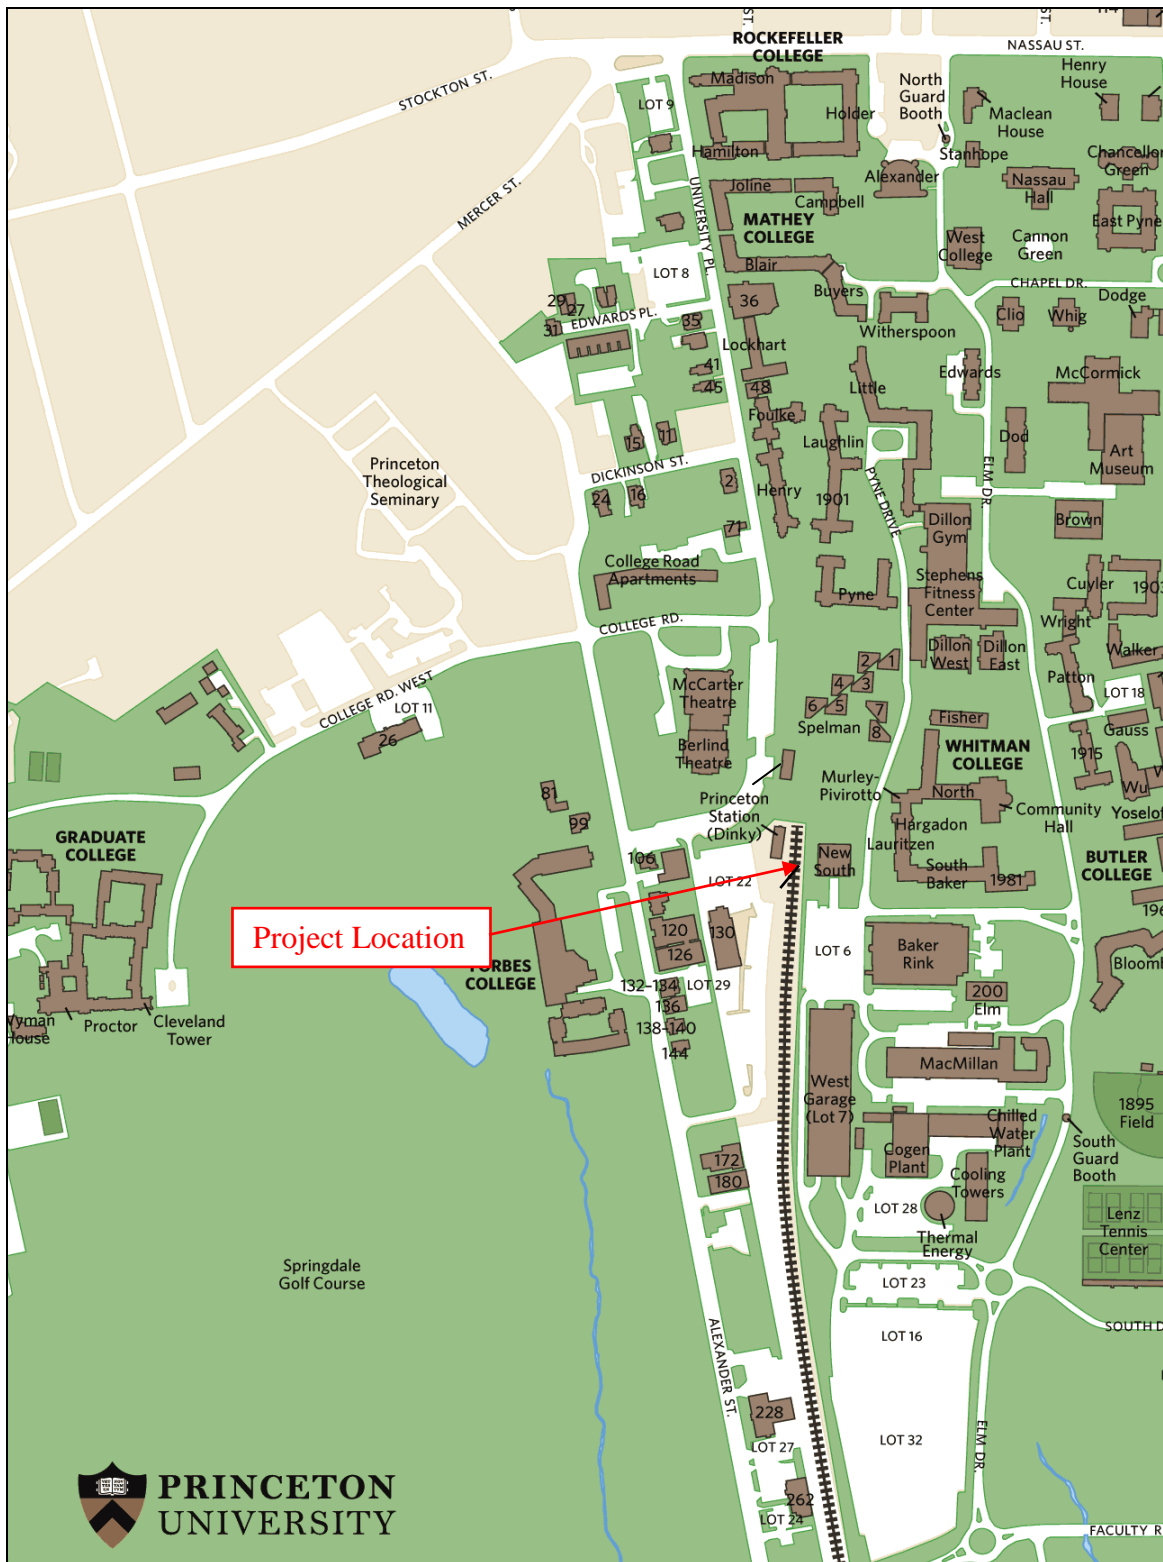 ST.
ST.
114
ROCKEFELLER
COLLEGE
NASSAU ST.
Madison
North
Guard
Booth
Henry
House
STOCKTON ST.
LOT 9
Holder
Maclean
House
Hamilton
Stanhope
Chancellor
Green
MERCER ST.
UNIVERSITY PL.
Joline
Campbell
Alexander
Nassau
Hall
MATHEY
COLLEGE
East Pyne
West
College
Cannon
Green
LOT 8
Blair
CHAPEL DR.
29
27
31
EDWARDS PL.
35
36
Buyers
Witherspoon
Clio
Whig
Dodge
Lockhart
41
45
48
Little
Edwards
McCormick
Foulke
15
11
Laughlin
Dod
Art
Museum
Princeton
Theological
Seminary
DICKINSON ST.
24
16
2
Henry
1901
PYNE DRIVE
ELM DR.
71
Dillon
Gym
Brown
College Road
Apartments
Pyne
Stephens
Fitness
Center
Cuyler
1903
COLLEGE RD.
Wright
Dillon
West
Dillon
East
Walker
2
1
4
3
6
5
7
8
Spelman
McCarter
Theatre
Patton
LOT 18
COLLEGE RD. WEST
LOT 11
26
Fisher
Gauss
WHITMAN
COLLEGE
1915
Berlind
Theatre
Murley-
Pivirotto
North
Wu
W
81
99
Princeton
Station
(Dinky)
Community
Hall
Yoselof
Hargadon
Lauritzen
GRADUATE
COLLEGE
106
New
South
South
Baker
1981
BUTLER
COLLEGE
LOT 22
196
Project Location
120
126
130
LOT 6
Baker
Rink
FORBES
COLLEGE
Bloom
132–134
LOT 29
136
200
Elm
Wyman
House
Proctor
Cleveland
Tower
138–140
144
MacMillan
West
Garage
(Lot 7)
1895
Field
Chilled
Water
Plant
South
Guard
Booth
Cogen
Plant
172
180
Cooling
Towers
LOT 28
Lenz
Tennis
Center
Thermal
Energy
Springdale
Golf Course
LOT 23
LOT 16
SOUTH D
ALEXANDER ST.
228
LOT 27
LOT 32
ELM DR.
262
LOT 24
FACULTY R
PRINCETON
UNIVERSITY